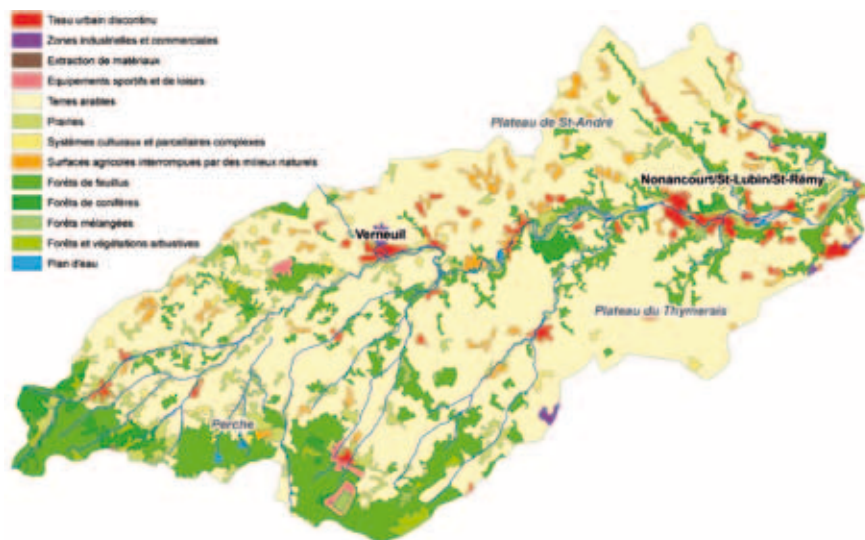 Tissu urbain discontinu
Zones industrielles et commerciales
Extraction de matériaux
Equipements sportifs et de loisirs
Terres arables
Prairies
Systèmes culturaux et parcellaires complexes
Surfaces agricoles interrompues par des milieux naturels
Forêts de feuillus
Forêts de conifères
Forêts mélangées
Forêts et végétations arbustives
Plan d'eau
Plateau de St-André
Nonancourt/St-Lubin/St-Rémy
Verneuil
Plateau du Thymerais
Perche